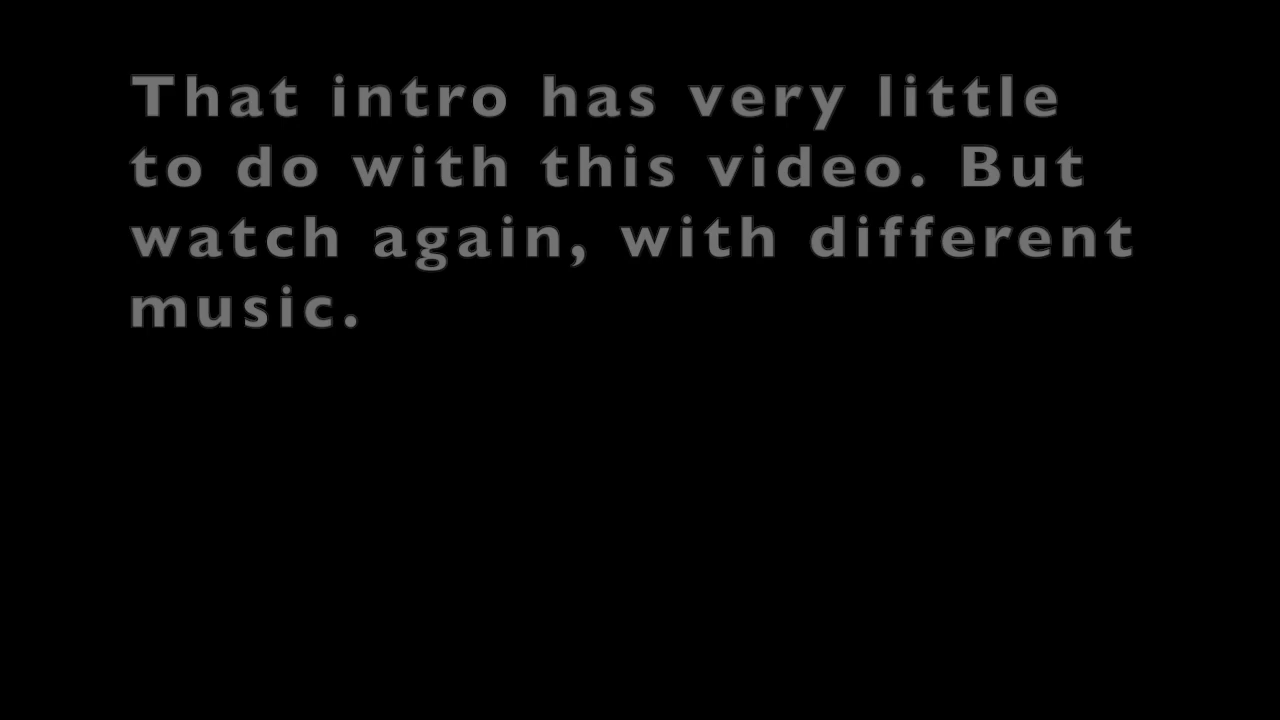 That intro has very little
to do with this video. But
watch again, with different
music.